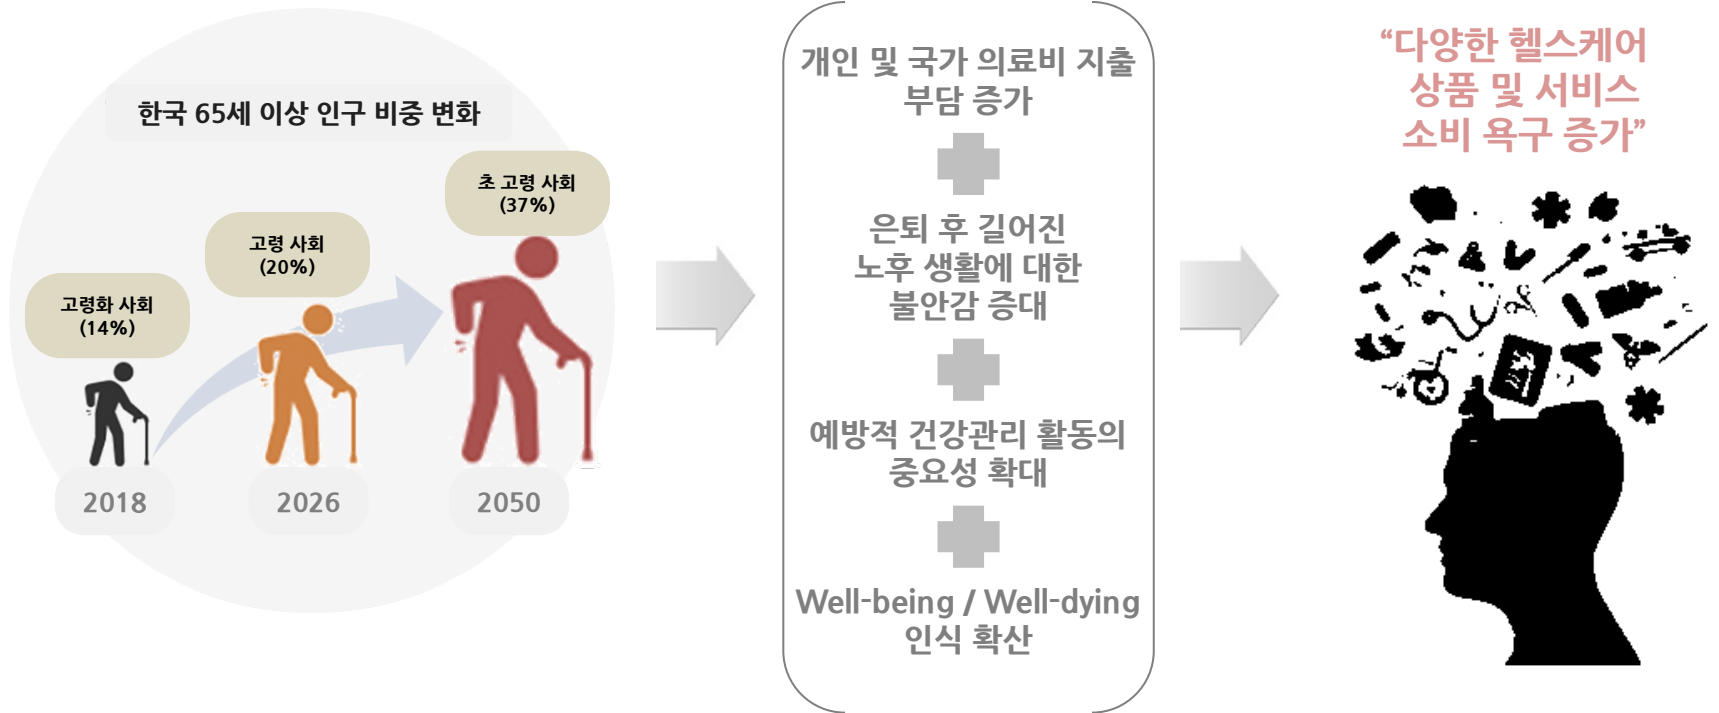 한국 65세 이상 인구 비중 변화
고령화 사회
(14%)
고령 사회
(20%)
초 고령 사회
(37%)
2018
2026
2050
개인 및 국가 의료비 지출
부담 증가
은퇴 후 길어진
노후 생활에 대한
불안감 증대
예방적 건강관리 활동의
중요성 확대
Well-being / Well-dying
인식 확산
“다양한 헬스케어
상품 및 서비스
소비 욕구 증가”